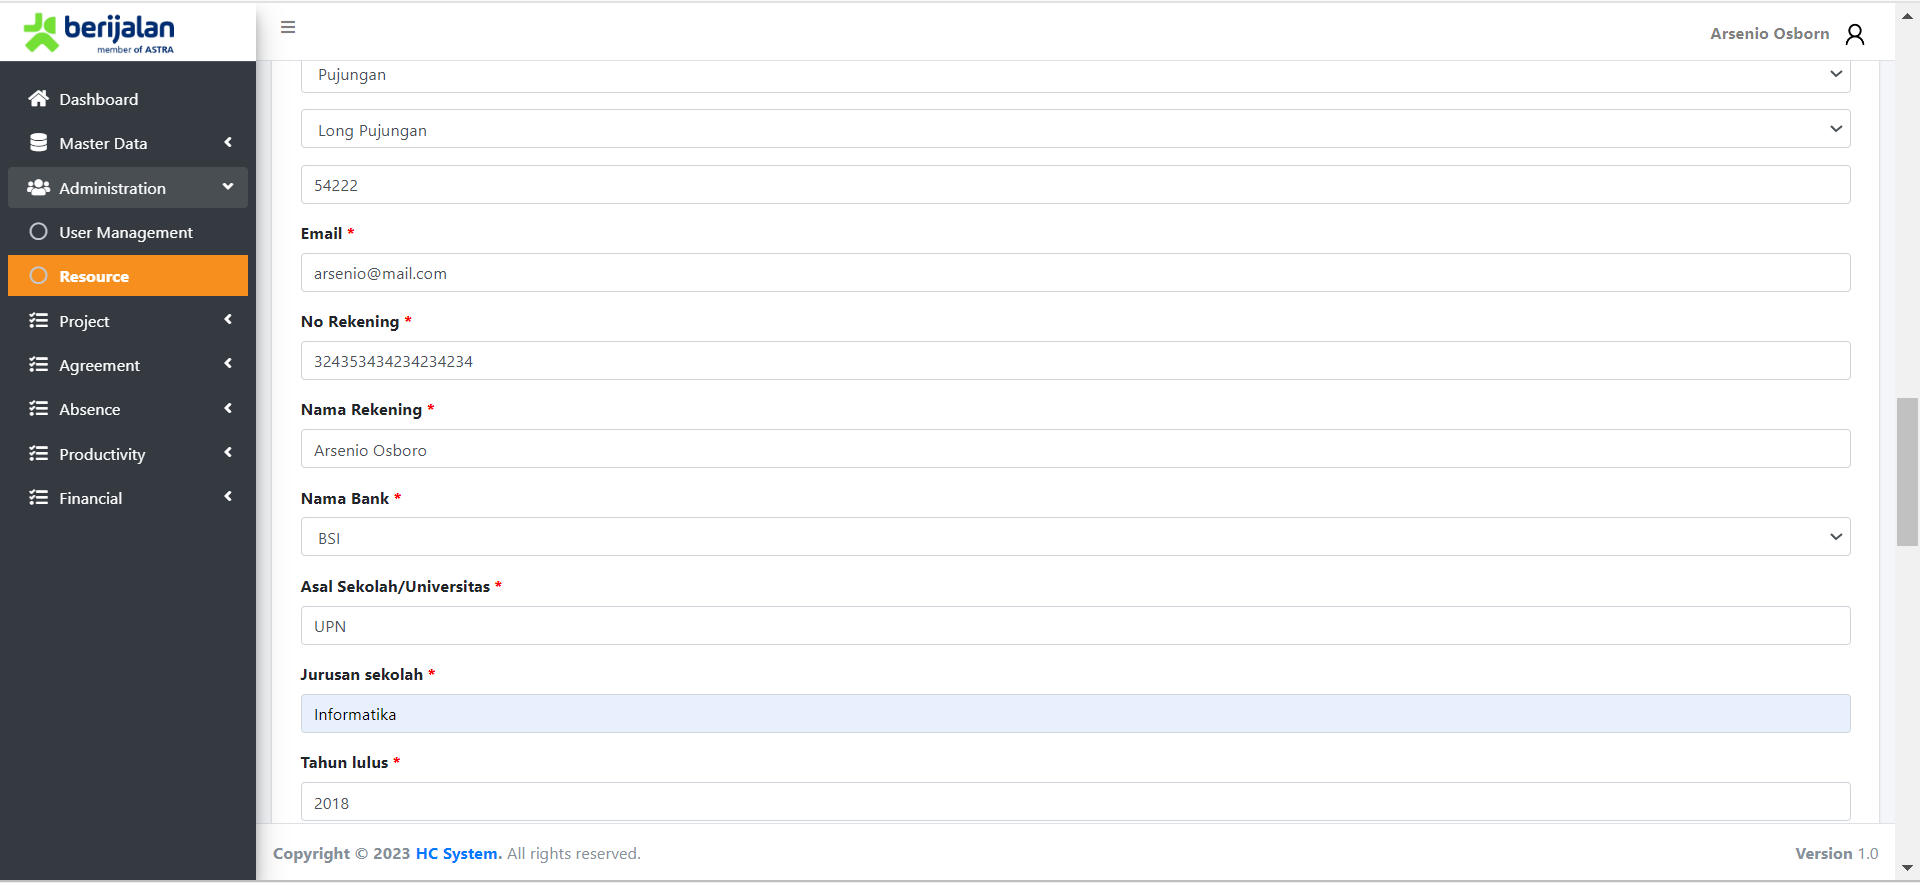 berijalan
member of ASTRA
Arsenio Osborn
Dashboard
Master Data
Administration
User Management
Resource
Project
Agreement
Absence
Productivity
Financial
Pujungan
Long Pujungan
54222
Email *
arsenio@mail.com
No Rekening *
324353434234234234
Nama Rekening *
Arsenio Osboro
Nama Bank *
BSI
Asal Sekolah/Universitas *
UPN
Jurusan sekolah *
Informatika
Tahun lulus *
2018
Copyright © 2023 HC System. All rights reserved.
Version 1.0